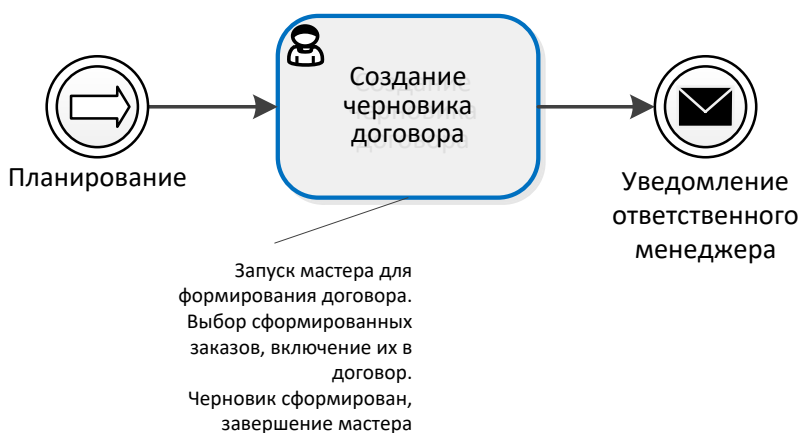 Создание
черновика
договора
Планирование
Уведомление
ответственного
менеджера
Запуск мастера для
формирования договора.
Выбор сформированных
заказов, включение их в
договор.
Черновик сформирован,
завершение мастера